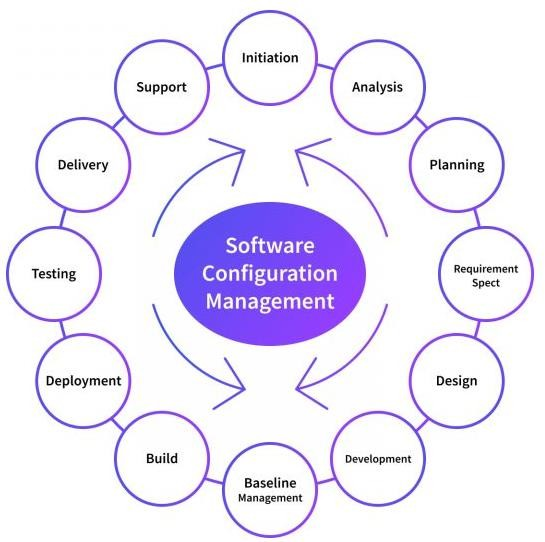 Initiation
Analysis
Planning
Requirement
Spect
Design
Development
Baseline
Management
Build
Deployment
Testing
Delivery
Support
Software
Configuration
Management